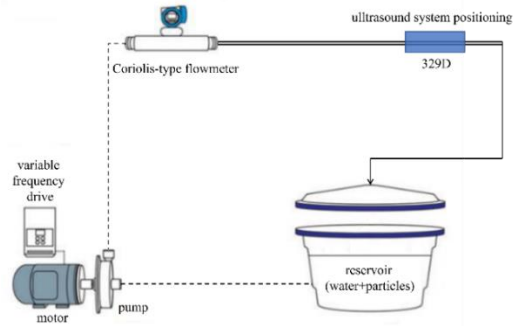 ulltrasound system positioning
329D
Coriolis-type flowmeter
variable
frequency
drive
reservoir
(water+particles)
pump
motor